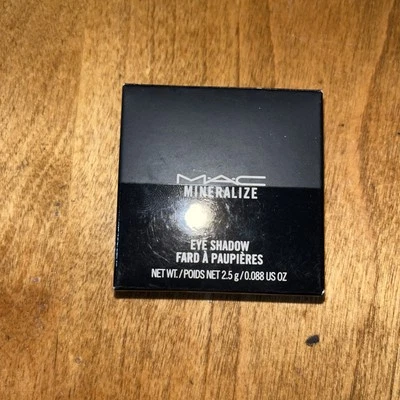 MAC
MINERALIZE
EYE SHADOW
FARD À PAUPIÈRES
NET WT./POIDS NET 2.5 g/0.088 US OZ